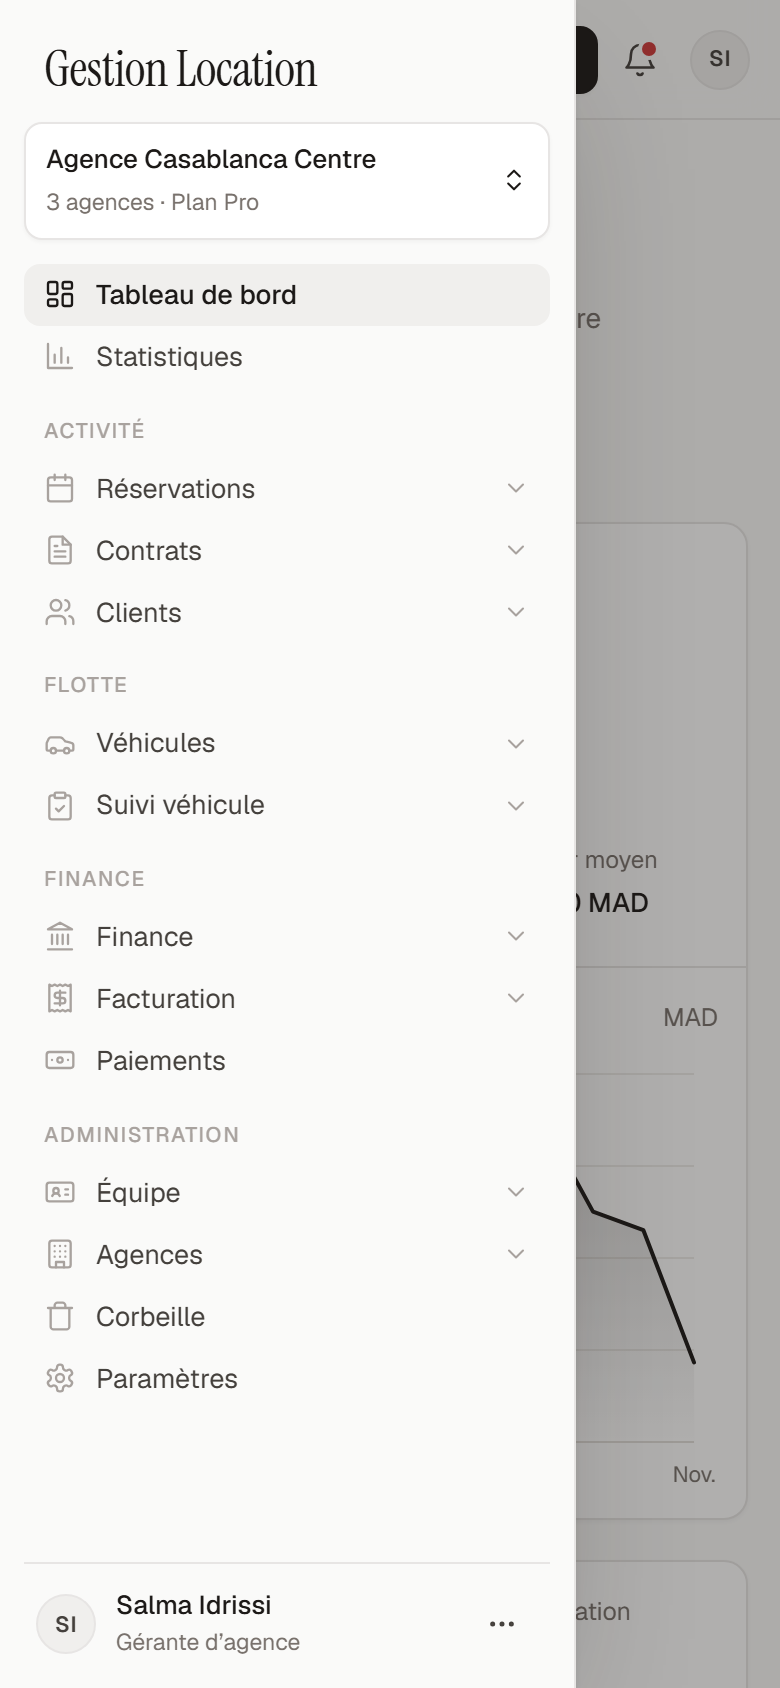 Gestion Location
SI
Agence Casablanca Centre
3 agences · Plan Pro
Tableau de bord
Statistiques
re
ACTIVITÉ
Réservations
Contrats
Clients
FLOTTE
Véhicules
Suivi véhicule
moyen
MAD
FINANCE
Finance
Facturation
MAD
Paiements
ADMINISTRATION
Équipe
Agences
Corbeille
Paramètres
Nov.
ation
Salma Idrissi
Gérante d’agence
SI